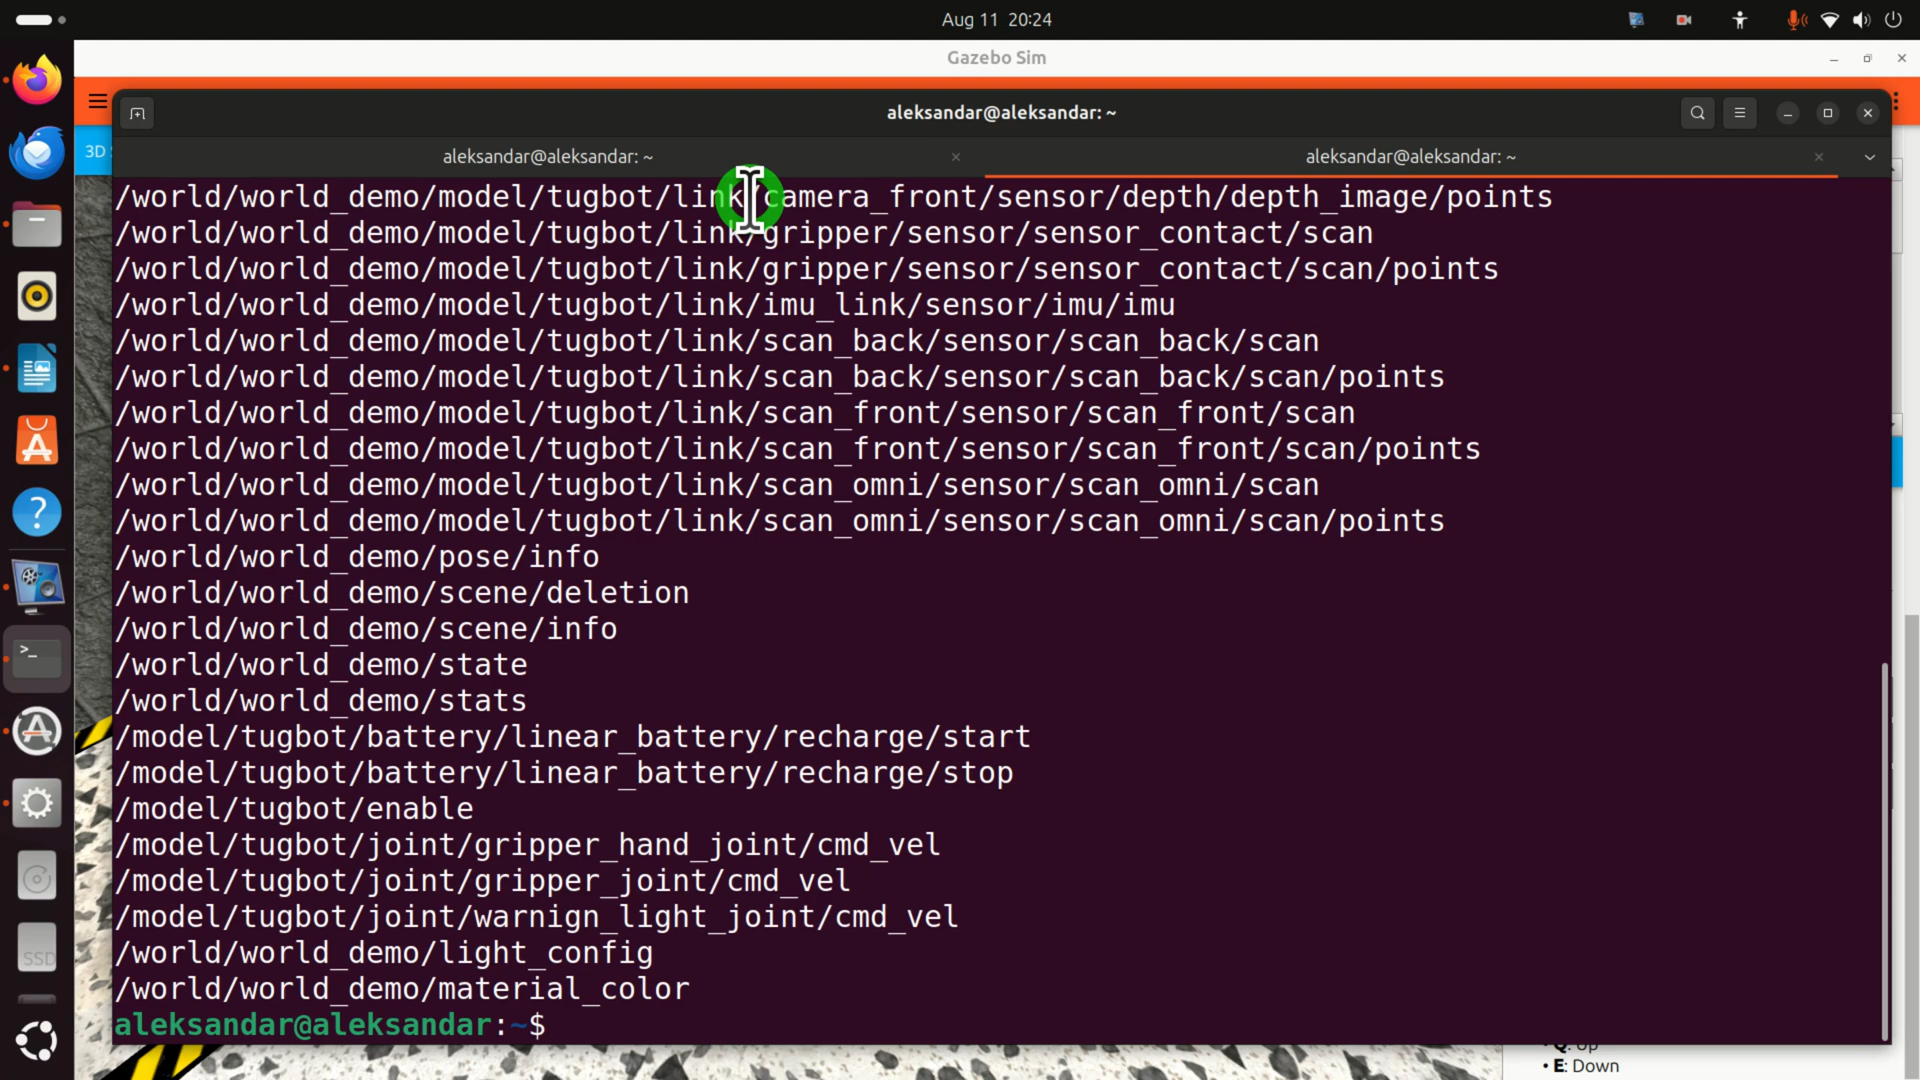 Aug 11 20:24
Gazebo Sim
aleksandar@aleksandar: ~
3D
aleksandar@aleksandar: ~
aleksandar@aleksandar: ~
/world/world_demo/model/tugbot/link/camera_front/sensor/depth/depth_image/points
/world/world_demo/model/tugbot/link/gripper/sensor/sensor_contact/scan
/world/world_demo/model/tugbot/link/gripper/sensor/sensor_contact/scan/points
/world/world_demo/model/tugbot/link/imu_link/sensor/imu/imu
/world/world_demo/model/tugbot/link/scan_back/sensor/scan_back/scan
/world/world_demo/model/tugbot/link/scan_back/sensor/scan_back/scan/points
/world/world_demo/model/tugbot/link/scan_front/sensor/scan_front/scan
/world/world_demo/model/tugbot/link/scan_front/sensor/scan_front/scan/points
/world/world_demo/model/tugbot/link/scan_omni/sensor/scan_omni/scan
/world/world_demo/model/tugbot/link/scan_omni/sensor/scan_omni/scan/points
/world/world_demo/pose/info
/world/world_demo/scene/deletion
/world/world_demo/scene/info
/world/world_demo/state
/world/world_demo/stats
/model/tugbot/battery/linear_battery/recharge/start
/model/tugbot/battery/linear_battery/recharge/stop
/model/tugbot/enable
/model/tugbot/joint/gripper_hand_joint/cmd_vel
/model/tugbot/joint/gripper_joint/cmd_vel
/model/tugbot/joint/warnign_light_joint/cmd_vel
/world/world_demo/light_config
/world/world_demo/material_color
aleksandar@aleksandar:~$
SSD
• Q: Up
• E: Down